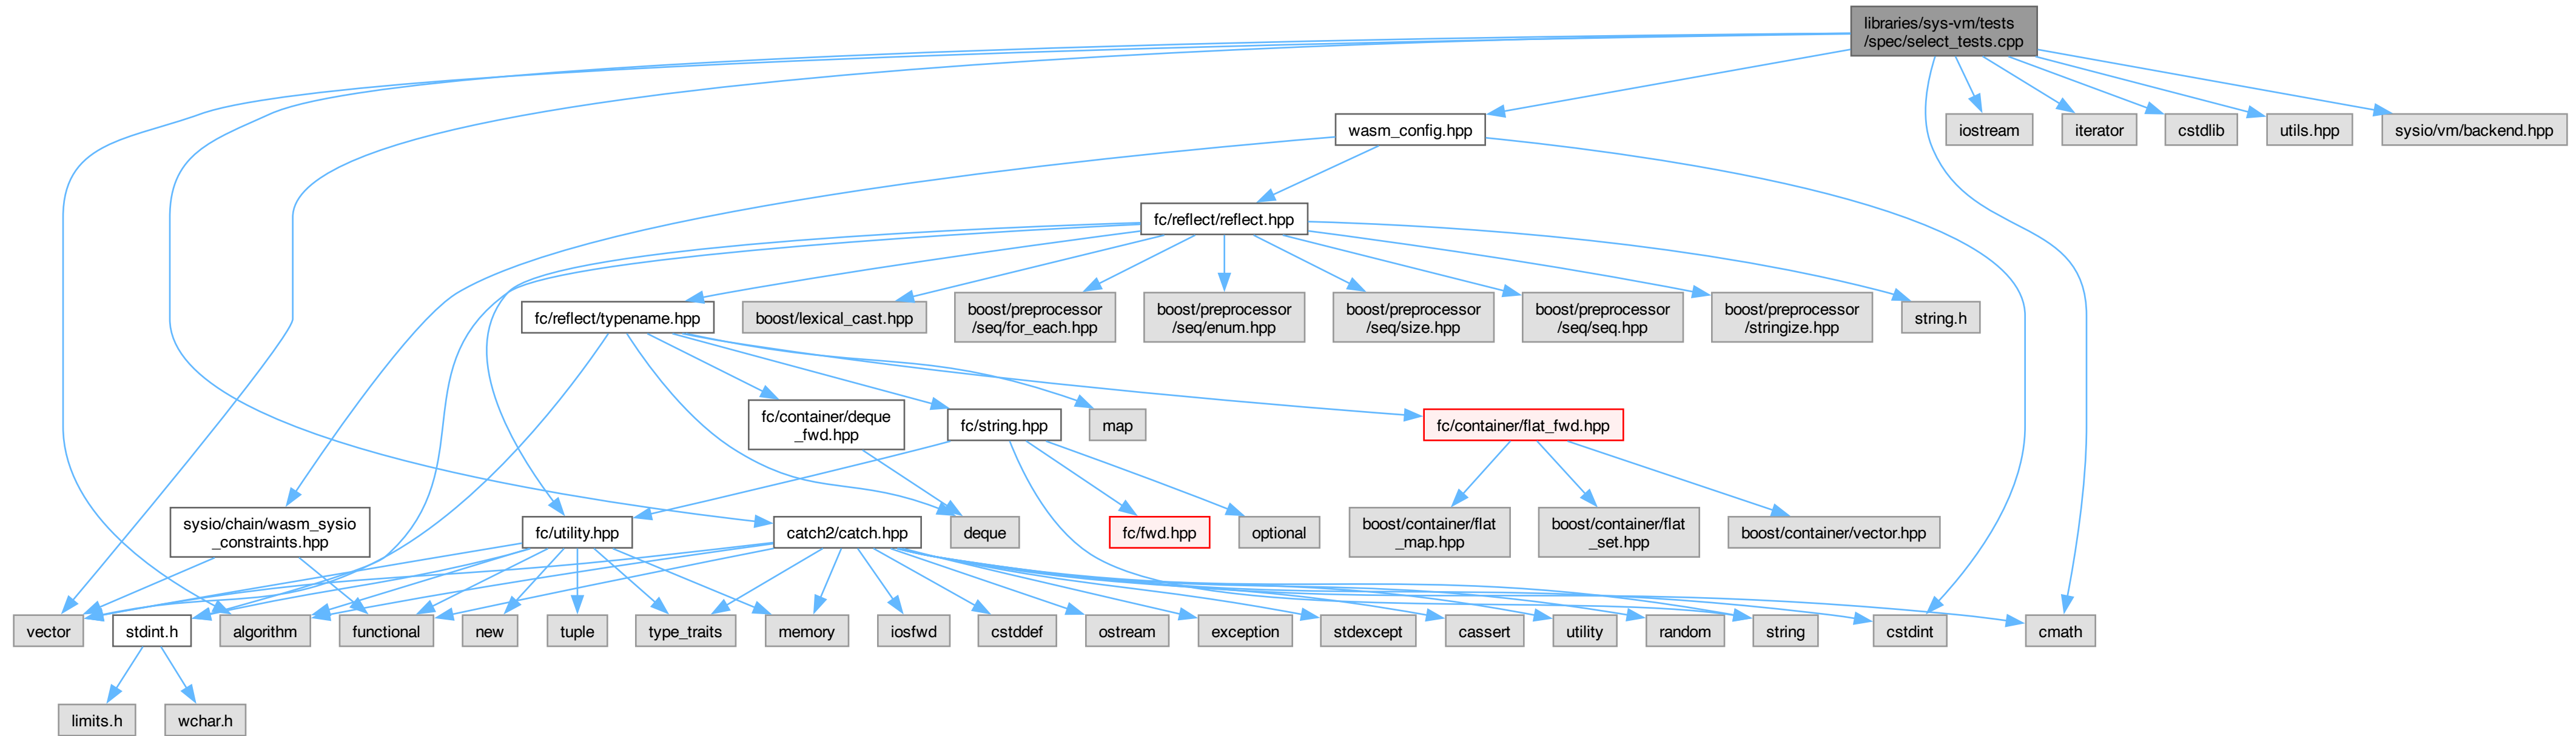 libraries/sys-vm/tests
/spec/select_tests.cpp
wasm_config.hpp
iostream
iterator
cstdlib
utils.hpp
sysio/vm/backend.hpp
fc/reflect/reflect.hpp
fc/reflect/typename.hpp
boost/lexical_cast.hpp
boost/preprocessor
/seq/for_each.hpp
boost/preprocessor
/seq/enum.hpp
boost/preprocessor
/seq/size.hpp
boost/preprocessor
/seq/seq.hpp
boost/preprocessor
/stringize.hpp
string.h
fc/container/deque
_fwd.hpp
fc/string.hpp
map
fc/container/flat_fwd.hpp
sysio/chain/wasm_sysio
_constraints.hpp
fc/utility.hpp
catch2/catch.hpp
deque
fc/fwd.hpp
optional
boost/container/flat
_map.hpp
boost/container/flat
_set.hpp
boost/container/vector.hpp
vector
stdint.h
algorithm
functional
new
tuple
type_traits
memory
iosfwd
cstddef
ostream
exception
stdexcept
cassert
utility
random
string
cstdint
cmath
limits.h
wchar.h